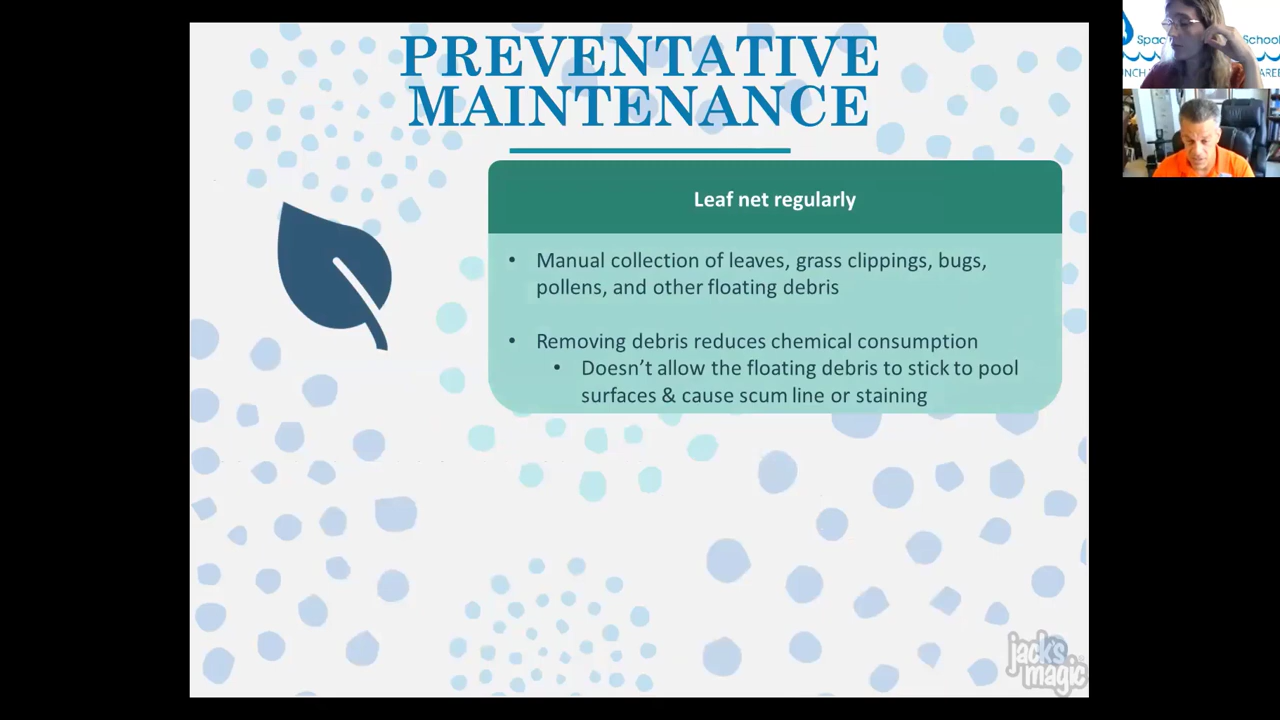 PREVENTATIVE
MAINTENANCE
Leaf net regularly
• Manual collection of leaves, grass clippings, bugs,
pollens, and other floating debris
• Removing debris reduces chemical consumption
• Doesn’t allow the floating debris to stick to pool
surfaces & cause scum line or staining
jack's
magic
School